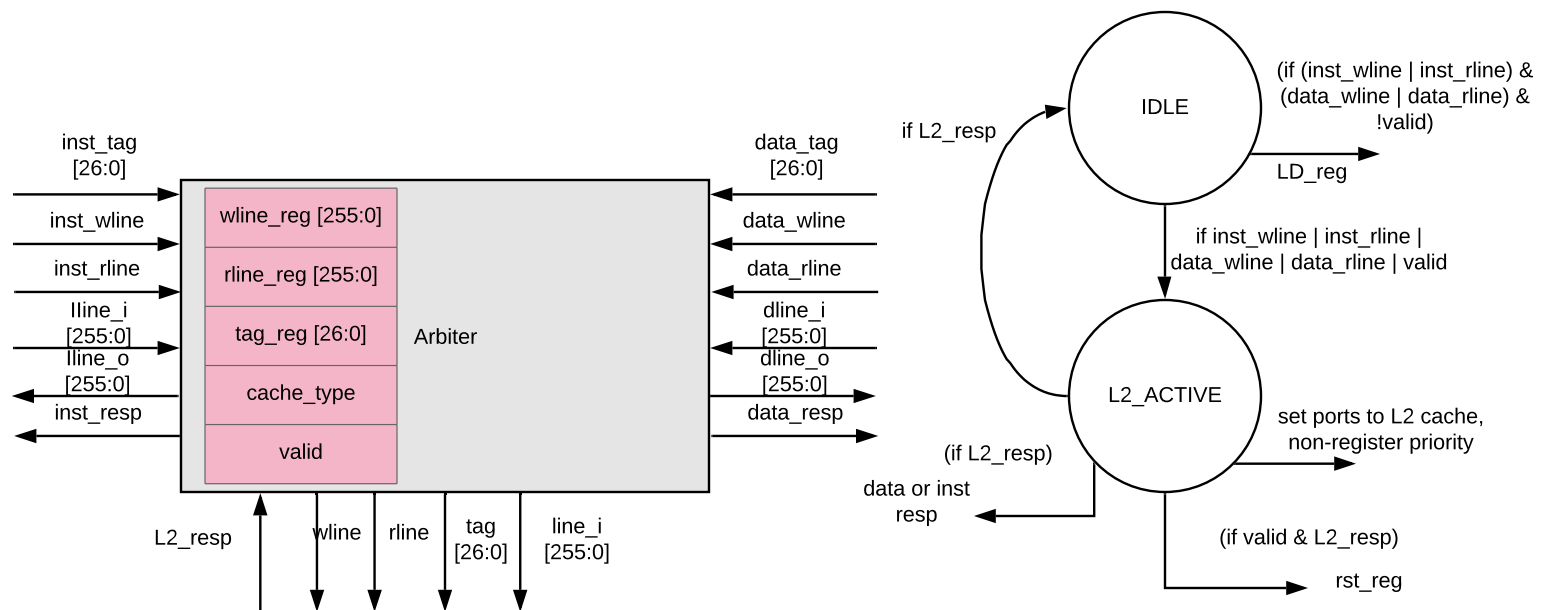 inst_tag
[26:0]
inst_wline
inst_rline
Iline_i
[255:0]
Iline_o
[255:0]
inst_resp
wline_reg [255:0]
rline_reg [255:0]
tag_reg [26:0]
cache_type
valid
Arbiter
data_tag
[26:0]
data_wline
data_rline
dline_i
[255:0]
dline_o
[255:0]
data_resp
L2_resp
wline
rline
tag
[26:0]
line_i
[255:0]
IDLE
(if (inst_wline | inst_rline) &
(data_wline | data_rline) &
!valid)
LD_reg
if L2_resp
if inst_wline | inst_rline |
data_wline | data_rline | valid
L2_ACTIVE
set ports to L2 cache,
non-register priority
(if L2_resp)
data or inst
resp
(if valid & L2_resp)
rst_reg